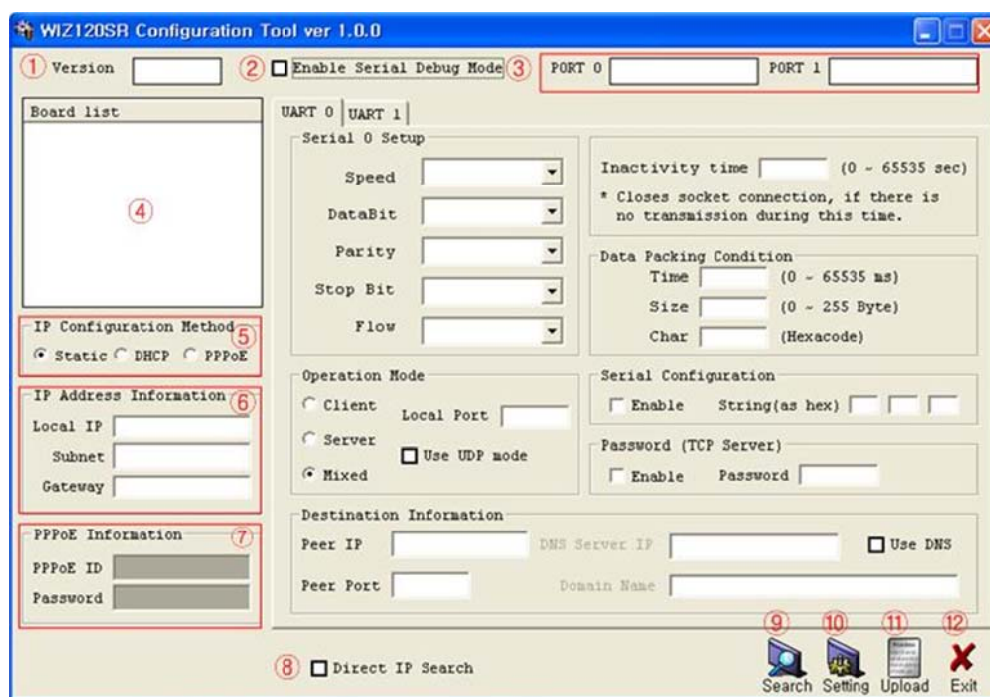 WIZ120SR Configuration Tool ver 1.0.0
① Version ② Enable Serial Debug Mode ③ PORT 0 PORT 1
Board list
④
IP Configuration Method ⑤
Static DHCP PPPoE
IP Address Information ⑥
Local IP
Subnet
Gateway
PPPoE Information ⑦
PPPoE ID
Password
UART 0 UART 1
Serial 0 Setup
Speed
DataBit
Parity
Stop Bit
Flow
Inactivity time (0 ~ 65535 sec)
* Closes socket connection, if there is
no transmission during this time.
Data Packing Condition
Time (0 ~ 65535 ms)
Size (0 ~ 255 Byte)
Char (Hexacode)
Operation Mode
Client
Local Port
Server
Use UDP mode
Mixed
Serial Configuration
Enable String(as hex)
Password (TCP Server)
Enable Password
Destination Information
Peer IP DNS Server IP Use DNS
Peer Port Domain Name
⑧ Direct IP Search
⑨ ⑩ ⑪ ⑫
Search Setting Upload Exit